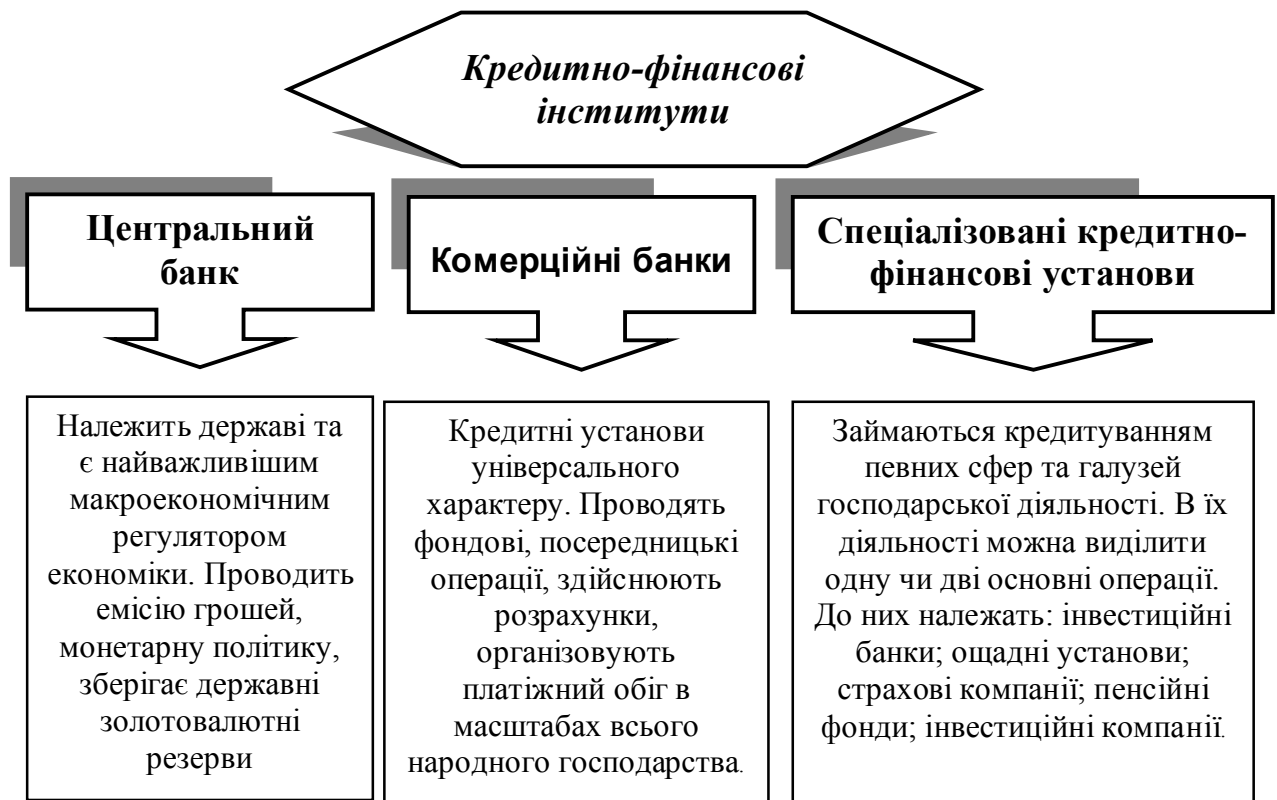 Кредитно-фінансові
інститути
Центральний
банк
Комерційні банки
Спеціалізовані кредитно-
фінансові установи
Належить державі та
є найважливішим
макроекономічним
регулятором
економіки. Проводить
емісію грошей,
монетарну політику,
зберігає державні
золотовалютні
резерви
Кредитні установи
універсального
характеру. Проводять
фондові, посередницькі
операції, здійснюють
розрахунки,
організовують
платіжний обіг в
масштабах всього
народного господарства.
Займаються кредитуванням
певних сфер та галузей
господарської діяльності. В їх
діяльності можна виділити
одну чи дві основні операції.
До них належать: інвестиційні
банки; ощадні установи;
страхові компанії; пенсійні
фонди; інвестиційні компанії.